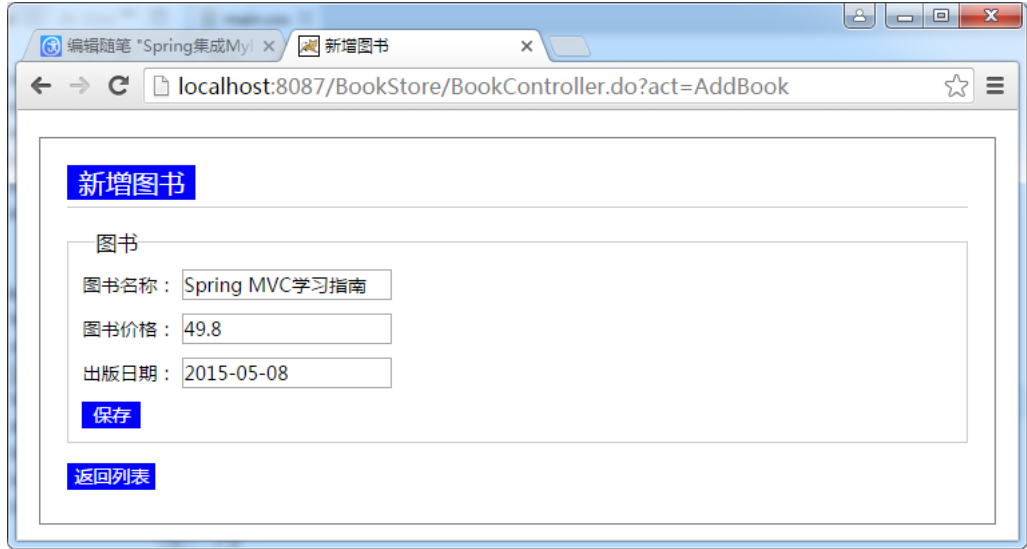 编辑随笔 "Spring集成Myl
新增图书
localhost:8087/BookStore/BookController.do?act=AddBook
新增图书
图书
图书名称： Spring MVC学习指南
图书价格： 49.8
出版日期： 2015-05-08
保存
返回列表